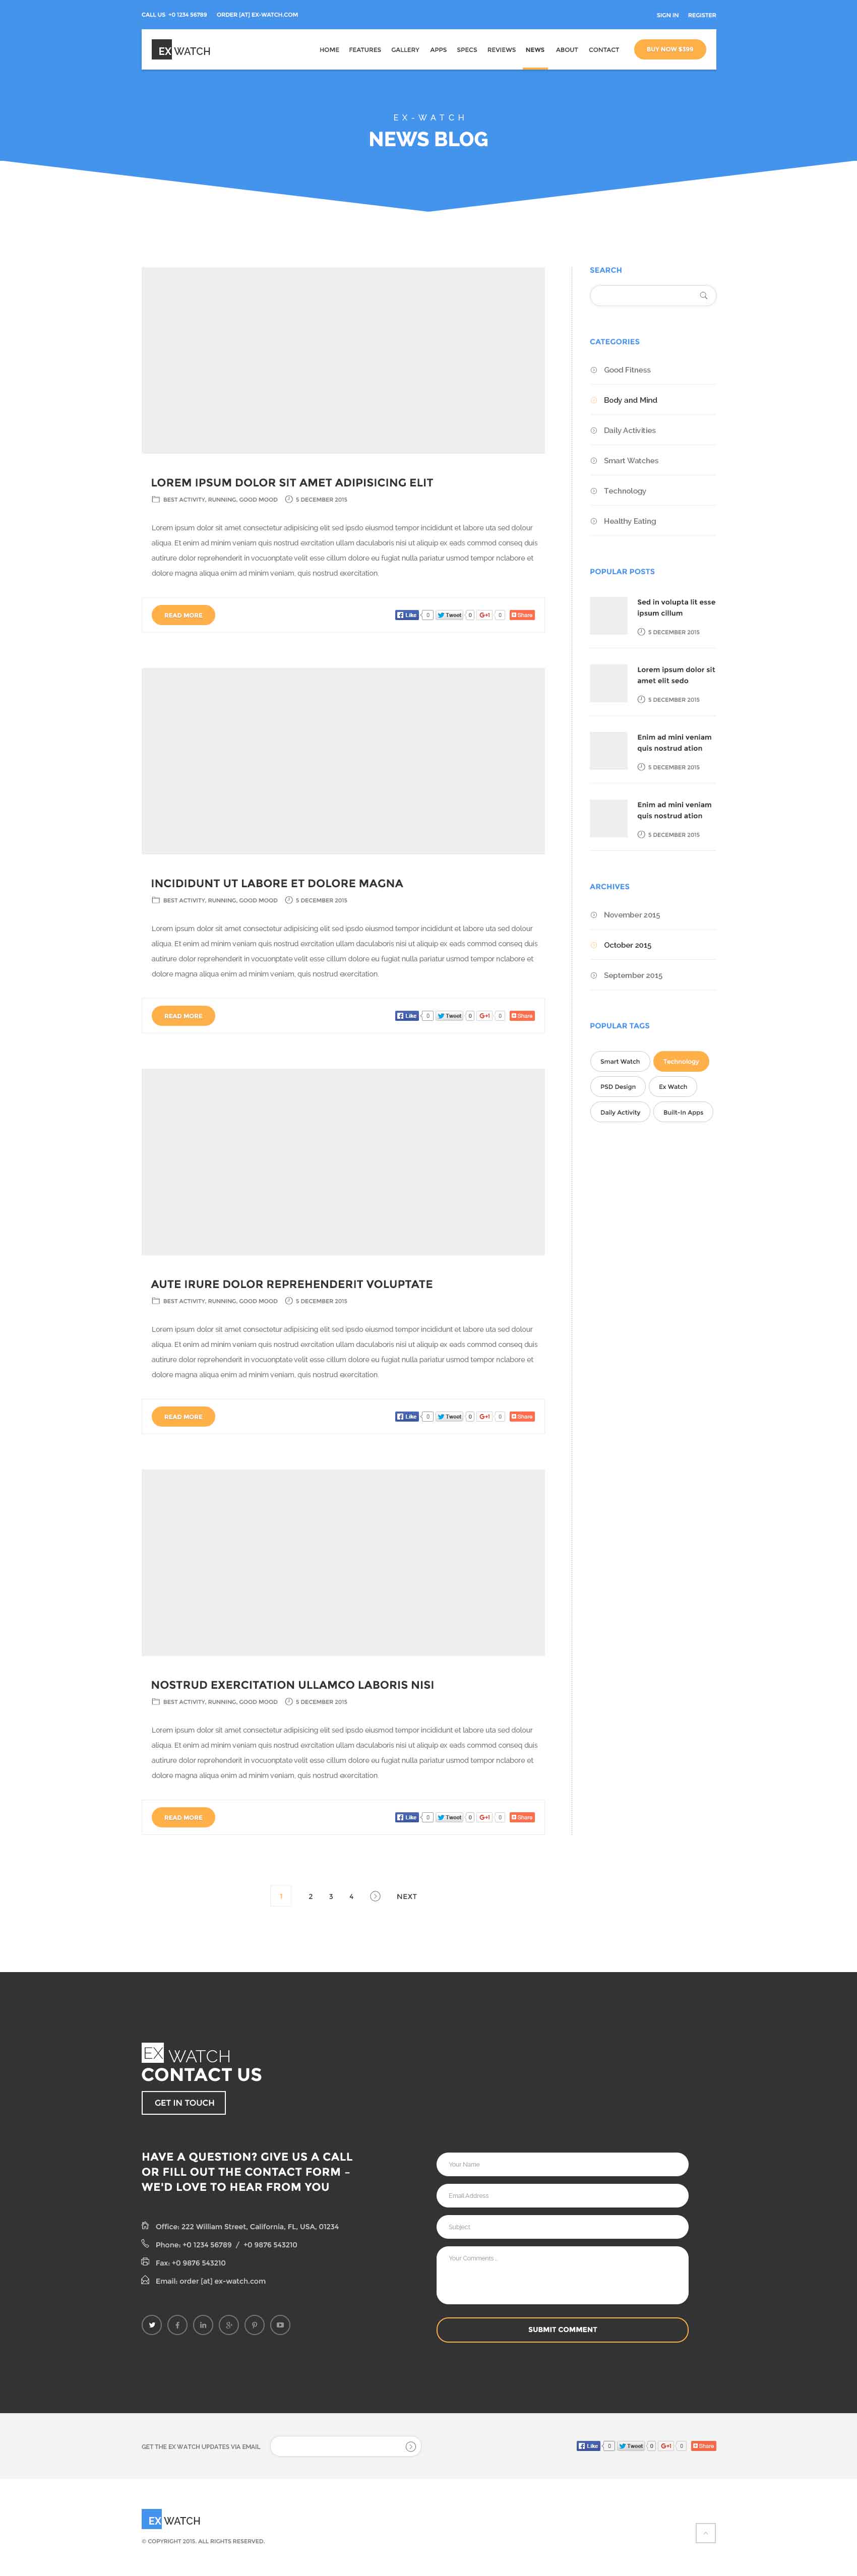 CALL US +0 1234 56789 ORDER [AT] EX-WATCH.COM SIGN IN REGISTER
EX WATCH HOME FEATURES GALLERY APPS SPECS REVIEWS NEWS ABOUT CONTACT BUY NOW $399
EX-WATCH
NEWS BLOG
LOREM IPSUM DOLOR SIT AMET ADIPISICING ELIT
BEST ACTIVITY, RUNNING, GOOD MOOD 5 DECEMBER 2015
Lorem ipsum dolor sit amet consectetur adipisicing elit sed ipsdo eiusmod tempor incididunt et labore uta sed dolour
aliqua. Et enim ad minim veniam quis nostrud exrcitation ullam daculaboris nisi ut aliquip ex eads commod conseq duis
autirure dolor reprehenderit in vocuonptate velit esse cillum dolore eu fugiat nulla pariatur usmod tempor nclabore et
dolore magna aliqua enim ad minim veniam, quis nostrud exercitation.
READ MORE Like 0 Tweet 0 G+1 0 Share
INCIDIDUNT UT LABORE ET DOLORE MAGNA
BEST ACTIVITY, RUNNING, GOOD MOOD 5 DECEMBER 2015
Lorem ipsum dolor sit amet consectetur adipisicing elit sed ipsdo eiusmod tempor incididunt et labore uta sed dolour
aliqua. Et enim ad minim veniam quis nostrud exrcitation ullam daculaboris nisi ut aliquip ex eads commod conseq duis
autirure dolor reprehenderit in vocuonptate velit esse cillum dolore eu fugiat nulla pariatur usmod tempor nclabore et
dolore magna aliqua enim ad minim veniam, quis nostrud exercitation.
READ MORE Like 0 Tweet 0 G+1 0 Share
AUTE IRURE DOLOR REPREHENDERIT VOLUPTATE
BEST ACTIVITY, RUNNING, GOOD MOOD 5 DECEMBER 2015
Lorem ipsum dolor sit amet consectetur adipisicing elit sed ipsdo eiusmod tempor incididunt et labore uta sed dolour
aliqua. Et enim ad minim veniam quis nostrud exrcitation ullam daculaboris nisi ut aliquip ex eads commod conseq duis
autirure dolor reprehenderit in vocuonptate velit esse cillum dolore eu fugiat nulla pariatur usmod tempor nclabore et
dolore magna aliqua enim ad minim veniam, quis nostrud exercitation.
READ MORE Like 0 Tweet 0 G+1 0 Share
NOSTRUD EXERCITATION ULLAMCO LABORIS NISI
BEST ACTIVITY, RUNNING, GOOD MOOD 5 DECEMBER 2015
Lorem ipsum dolor sit amet consectetur adipisicing elit sed ipsdo eiusmod tempor incididunt et labore uta sed dolour
aliqua. Et enim ad minim veniam quis nostrud exrcitation ullam daculaboris nisi ut aliquip ex eads commod conseq duis
autirure dolor reprehenderit in vocuonptate velit esse cillum dolore eu fugiat nulla pariatur usmod tempor nclabore et
dolore magna aliqua enim ad minim veniam, quis nostrud exercitation.
READ MORE Like 0 Tweet 0 G+1 0 Share
SEARCH
CATEGORIES
Good Fitness
Body and Mind
Daily Activities
Smart Watches
Technology
Healthy Eating
POPULAR POSTS
Sed in volupta lit esse
ipsum cillum
5 DECEMBER 2015
Lorem ipsum dolor sit
amet elit sedo
5 DECEMBER 2015
Enim ad mini veniam
quis nostrud ation
5 DECEMBER 2015
Enim ad mini veniam
quis nostrud ation
5 DECEMBER 2015
ARCHIVES
November 2015
October 2015
September 2015
POPULAR TAGS
Smart Watch Technology
PSD Design Ex Watch
Daily Activity Built-In Apps
1 2 3 4 NEXT
EX WATCH
CONTACT US
GET IN TOUCH
HAVE A QUESTION? GIVE US A CALL
OR FILL OUT THE CONTACT FORM –
WE'D LOVE TO HEAR FROM YOU
Office: 222 William Street, California, FL, USA, 01234
Phone: +0 1234 56789 / +0 9876 543210
Fax: +0 9876 543210
Email: order [at] ex-watch.com
Your Name
Email Address
Subject
Your Comments...
SUBMIT COMMENT
GET THE EX WATCH UPDATES VIA EMAIL Like 0 Tweet 0 G+1 0 Share
EX WATCH
© COPYRIGHT 2015. ALL RIGHTS RESERVED.